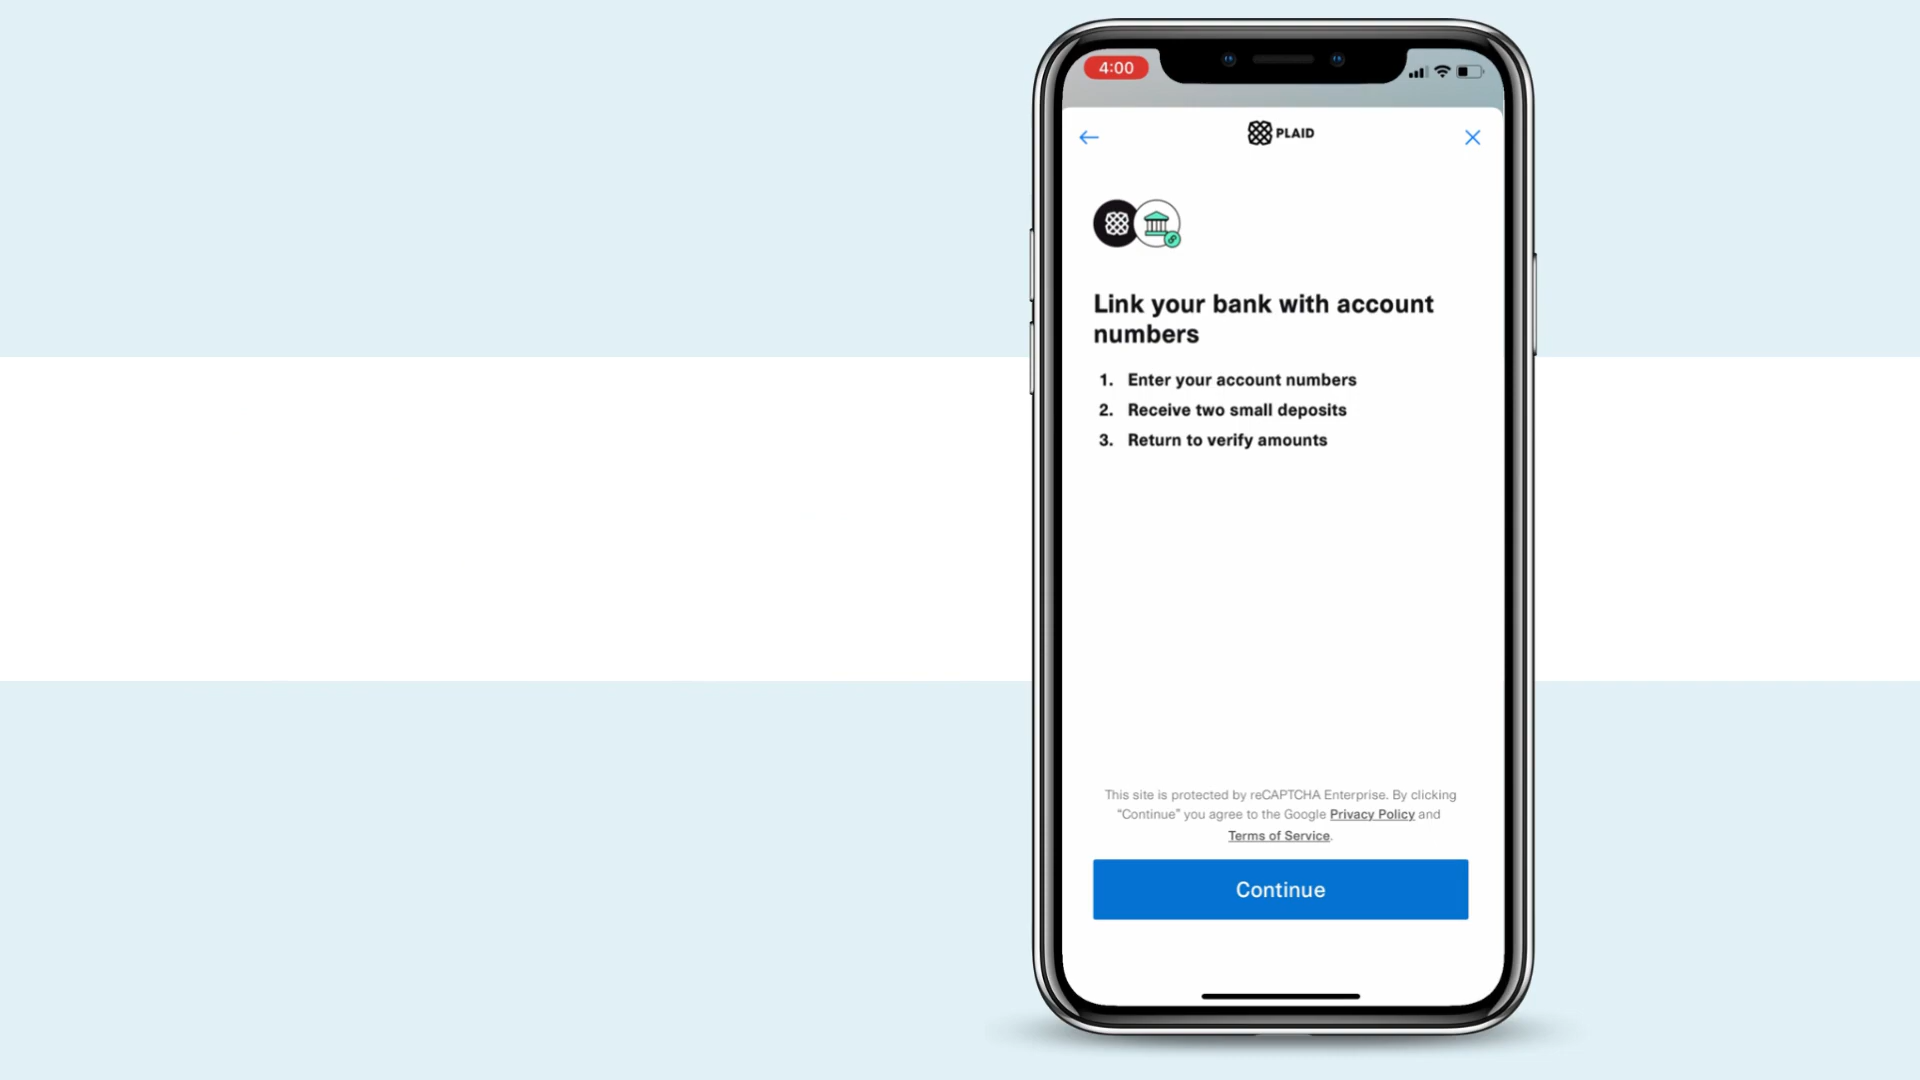 4:00
PLAID
Link your bank with account
numbers
1. Enter your account numbers
2. Receive two small deposits
3. Return to verify amounts
This site is protected by reCAPTCHA Enterprise. By clicking
“Continue” you agree to the Google Privacy Policy and
Terms of Service.
Continue